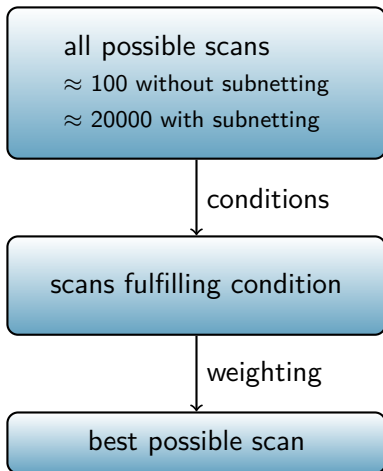 all possible scans
≈ 100 without subnetting
≈ 20000 with subnetting
conditions
scans fulfilling condition
weighting
best possible scan